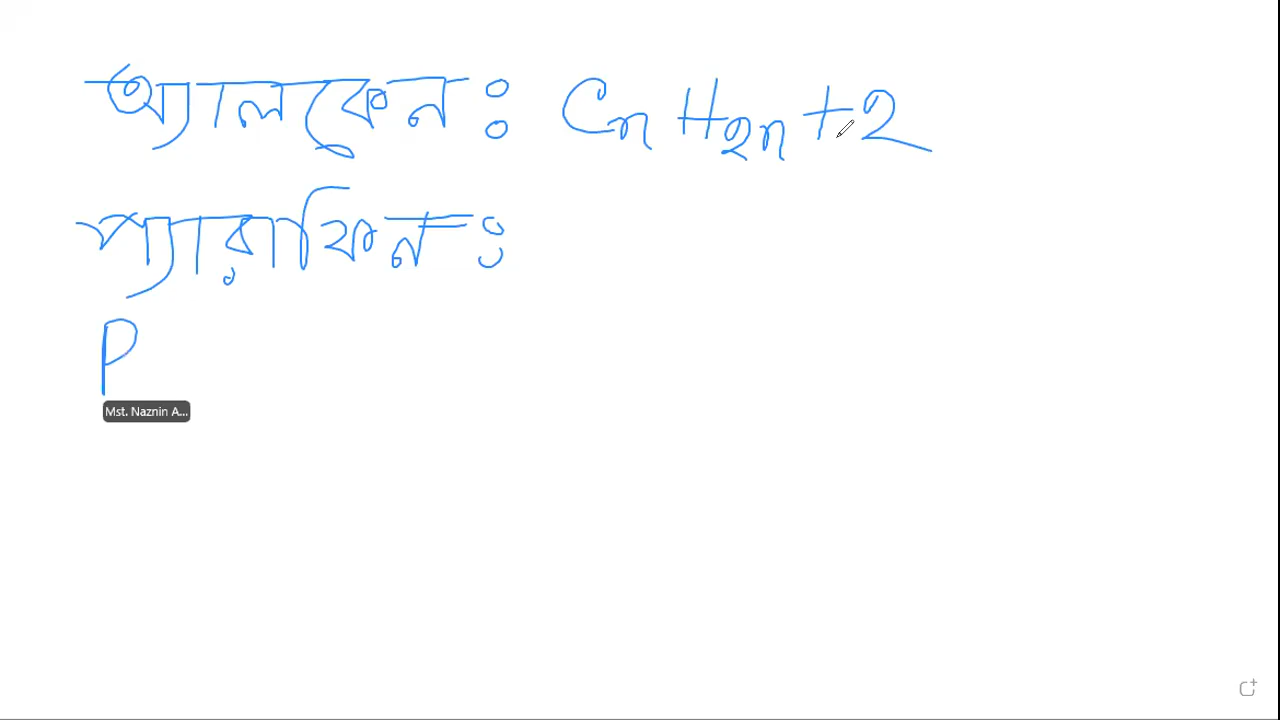 অ্যালকেন ঃ CnH2n+2
প্যারাফিন ঃ
P
Mst. Naznin A...